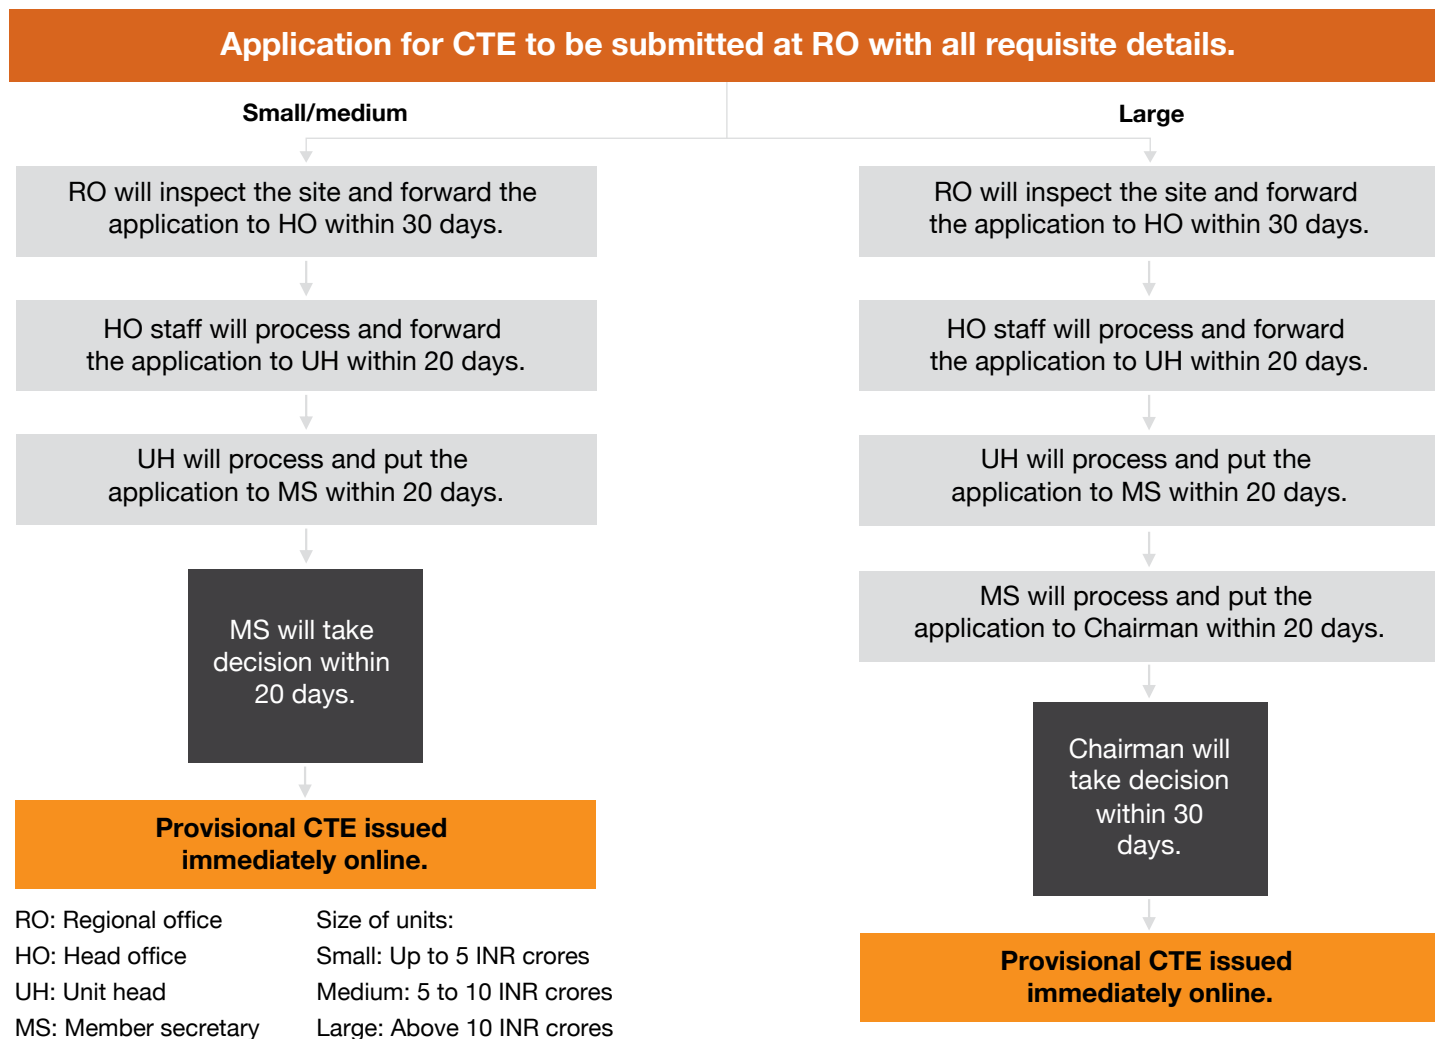 Application for CTE to be submitted at RO with all requisite details.
Small/medium
RO will inspect the site and forward the
application to HO within 30 days.
HO staff will process and forward
the application to UH within 20 days.
UH will process and put the
application to MS within 20 days.
MS will take
decision within
20 days.
Provisional CTE issued
immediately online.
Large
RO will inspect the site and forward
the application to HO within 30 days.
HO staff will process and forward
the application to UH within 20 days.
UH will process and put the
application to MS within 20 days.
MS will process and put the
application to Chairman within 20 days.
Chairman will
take decision
within 30
days.
Provisional CTE issued
immediately online.
RO: Regional office
HO: Head office
UH: Unit head
MS: Member secretary
Size of units:
Small: Up to 5 INR crores
Medium: 5 to 10 INR crores
Large: Above 10 INR crores